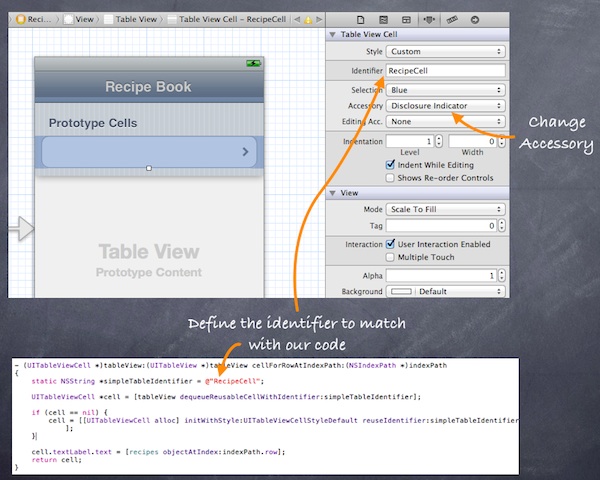 Reci...
View
Table View
Table View Cell – RecipeCell
Table View Cell
Style Custom
Identifier RecipeCell
Selection Blue
Accessory Disclosure Indicator
Editing Acc. None
Indentation 1 0
Level Width
Indent While Editing
Shows Re-order Controls
View
Mode Scale To Fill
Tag 0
Interaction User Interaction Enabled
Multiple Touch
Alpha 1
Background Default
Recipe Book
Prototype Cells
Table View
Prototype Content
Change
Accessory
Define the identifier to match
with our code
- (UITableViewCell *)tableView:(UITableView *)tableView cellForRowAtIndexPath:(NSIndexPath *)indexPath
{
static NSString *simpleTableIdentifier = @"RecipeCell";
UITableViewCell *cell = [tableView dequeueReusableCellWithIdentifier:simpleTableIdentifier];
if (cell == nil) {
cell = [[UITableViewCell alloc] initWithStyle:UITableViewCellStyleDefault reuseIdentifier:simpleTableIdentifier
];
}
cell.textLabel.text = [recipes objectAtIndex:indexPath.row];
return cell;
}